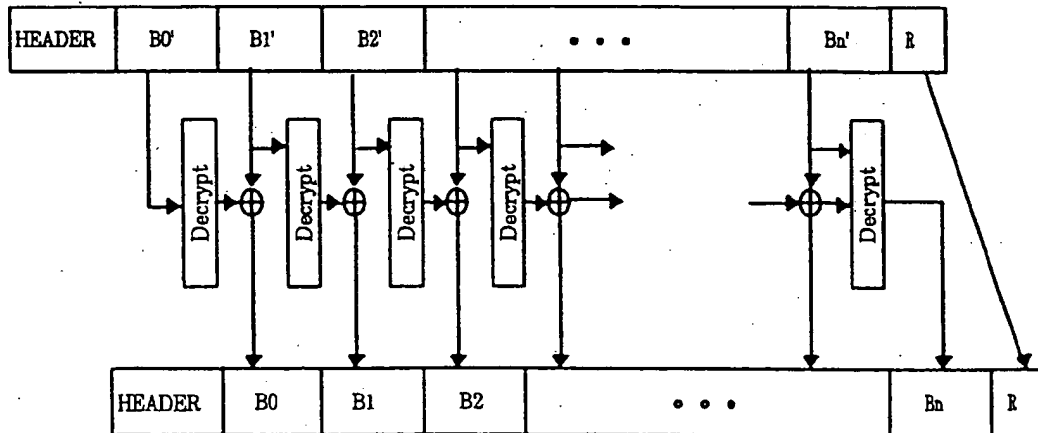 HEADER B0' B1' B2' • • • Bn' R
Decrypt Decrypt Decrypt Decrypt Decrypt
HEADER B0 B1 B2 • • • Bn R